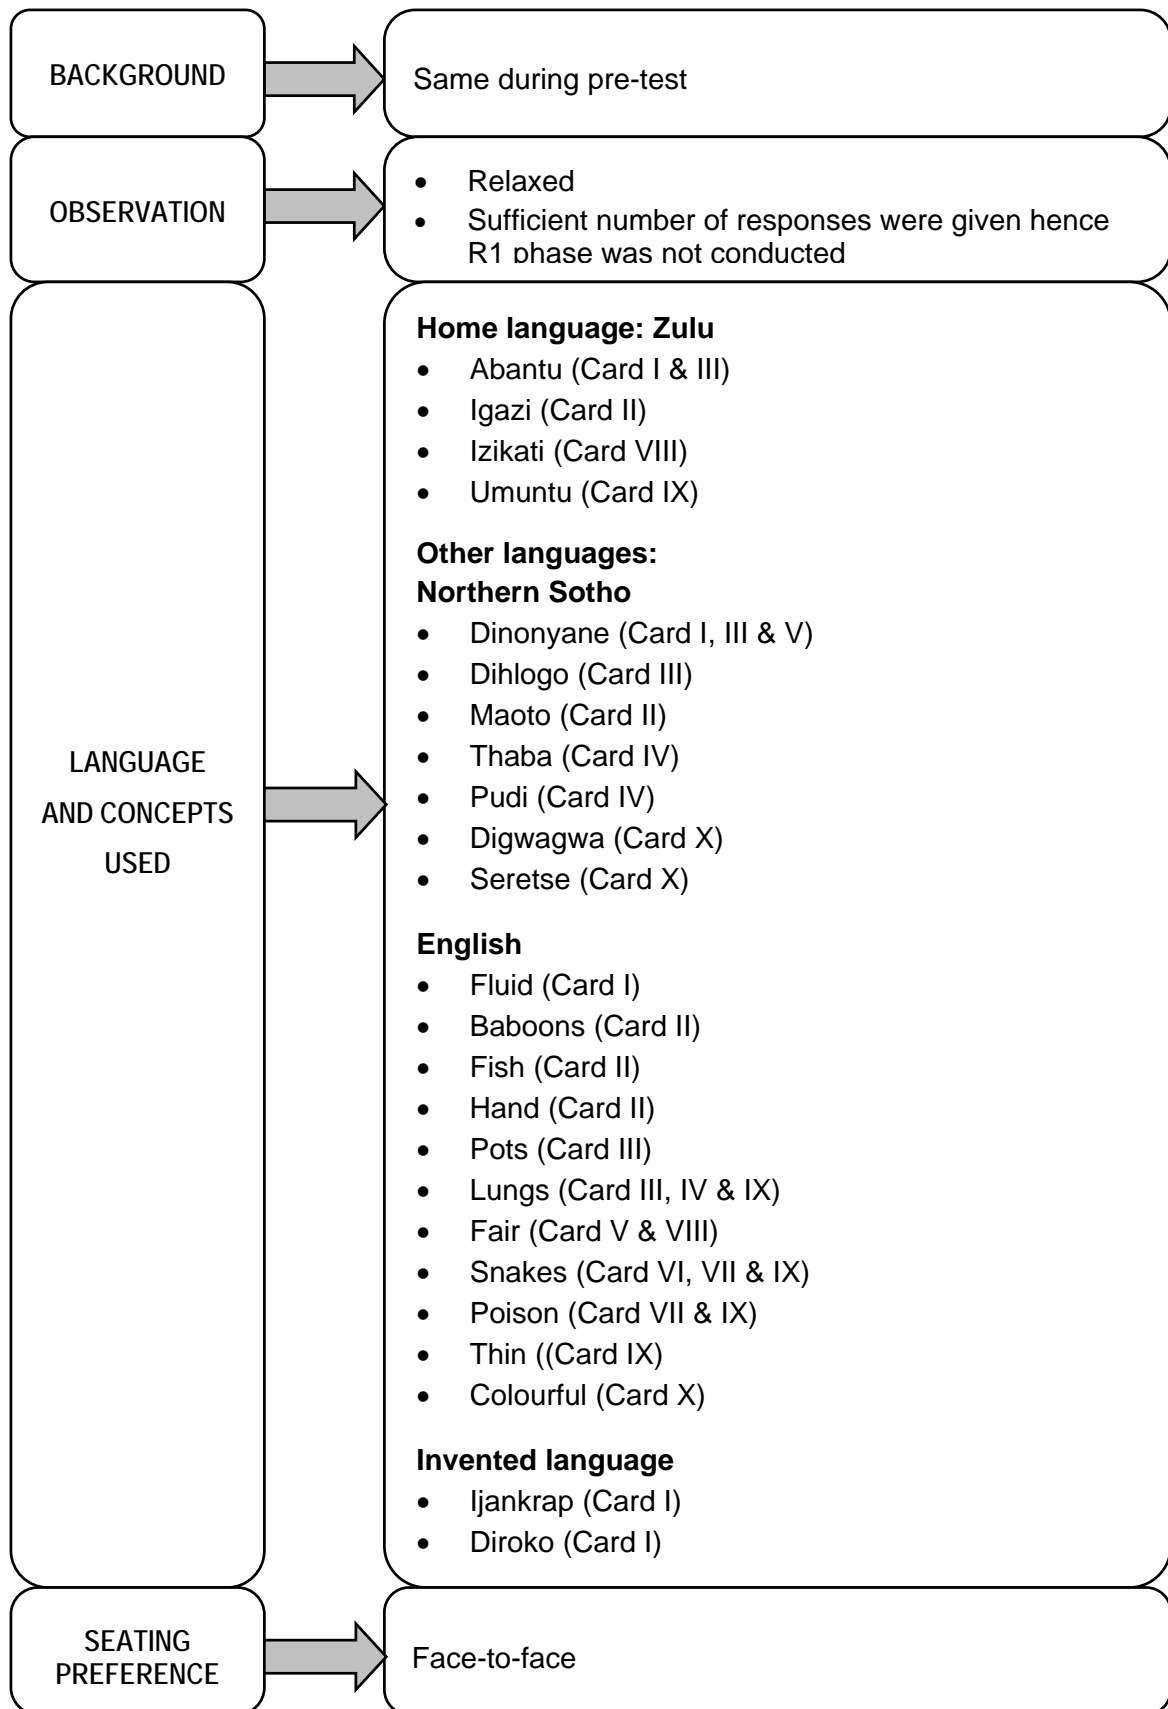 BACKGROUND
Same during pre-test
OBSERVATION
• Relaxed
• Sufficient number of responses were given hence
R1 phase was not conducted
LANGUAGE
AND CONCEPTS
USED
Home language: Zulu
• Abantu (Card I & III)
• Igazi (Card II)
• Izikati (Card VIII)
• Umuntu (Card IX)
Other languages:
Northern Sotho
• Dinonyane (Card I, III & V)
• Dihlogo (Card III)
• Maoto (Card II)
• Thaba (Card IV)
• Pudi (Card IV)
• Digwagwa (Card X)
• Seretse (Card X)
English
• Fluid (Card I)
• Baboons (Card II)
• Fish (Card II)
• Hand (Card II)
• Pots (Card III)
• Lungs (Card III, IV & IX)
• Fair (Card V & VIII)
• Snakes (Card VI, VII & IX)
• Poison (Card VII & IX)
• Thin ((Card IX)
• Colourful (Card X)
Invented language
• Ijankrap (Card I)
• Diroko (Card I)
SEATING
PREFERENCE
Face-to-face